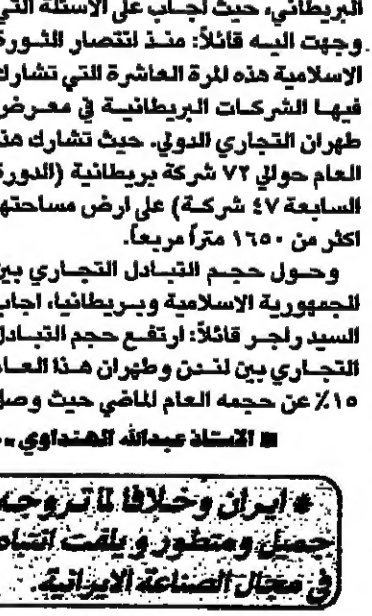 البريطاني، حيث اجاب على الاسئلة التي
وجهت اليه قائلاً: منذ انتصار الثورة
الاسلامية هذه المرة العاشرة التي تشارك
فيها الشركات البريطانية في معرض
طهران التجاري الدولي. حيث تشارك هذا
العام حوالي ٧٢ شركة بريطانية (الدورة
السابعة ٤٧ شركة) على ارض مساحتها
اكثر من ١٦٥٠ متراً مربعاً.
وحول حجم التبادل التجاري بين
الجمهورية الاسلامية وبريطانيا، اجاب
السيد راجر قائلاً: ارتفع حجم التبادل
التجاري بين لندن وطهران هذا العام
١٥٪ عن حجمه العام الماضي حيث وصل
■ الاستاذ عبدالله الهنداوي
* ايران وخلافا لما تروجه
جميل ومتطور ويلفت انتباه
في مجال الصناعة الايرانية.